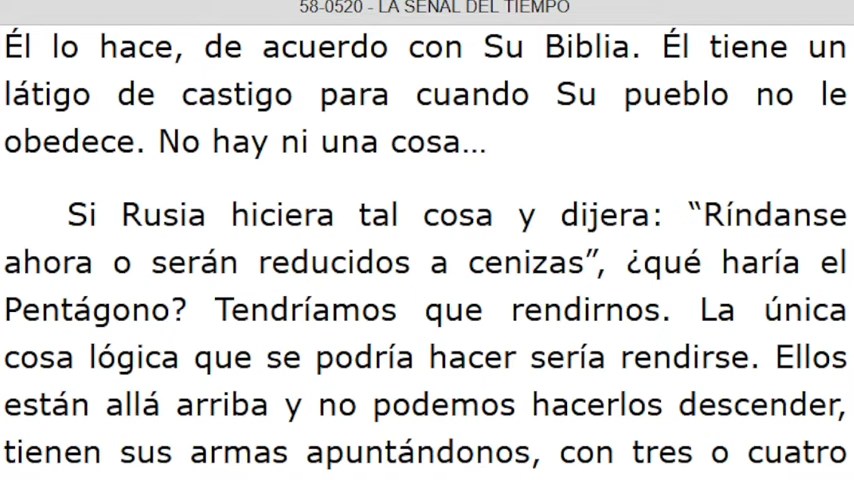 58-0520 - LA SEÑAL DEL TIEMPO
Él lo hace, de acuerdo con Su Biblia. Él tiene un
látigo de castigo para cuando Su pueblo no le
obedece. No hay ni una cosa…
Si Rusia hiciera tal cosa y dijera: “Ríndanse
ahora o serán reducidos a cenizas”, ¿qué haría el
Pentágono? Tendríamos que rendirnos. La única
cosa lógica que se podría hacer sería rendirse. Ellos
están allá arriba y no podemos hacerlos descender,
tienen sus armas apuntándonos, con tres o cuatro